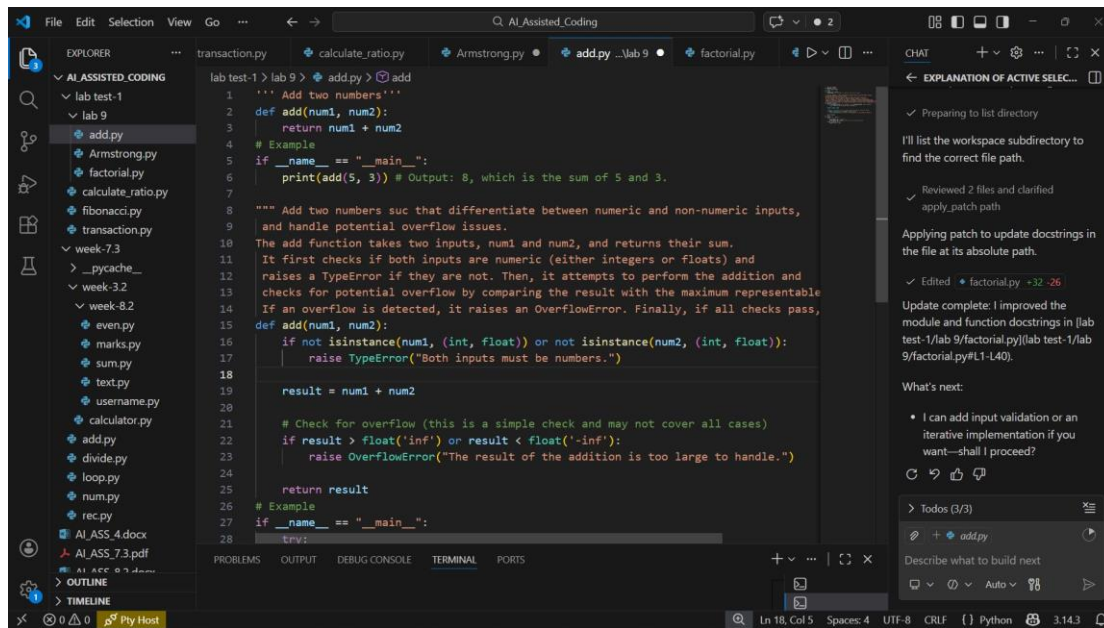 File Edit Selection View Go ··· AI_Assisted_Coding 2
EXPLORER ···
AI_ASSISTED_CODING
lab test-1
lab 9
add.py
Armstrong.py
factorial.py
calculate_ratio.py
fibonacci.py
transaction.py
week-7.3
__pycache__
week-3.2
week-8.2
even.py
marks.py
sum.py
text.py
username.py
calculator.py
add.py
divide.py
loop.py
num.py
rec.py
AI_ASS_4.docx
AI_ASS_7.3.pdf
OUTLINE
TIMELINE
transaction.py calculate_ratio.py Armstrong.py add.py ...\lab 9 factorial.py
lab test-1 > lab 9 > add.py > add
1 ''' Add two numbers'''
2 def add(num1, num2):
3 return num1 + num2
4 # Example
5 if __name__ == "__main__":
6 print(add(5, 3)) # Output: 8, which is the sum of 5 and 3.
7
8 """ Add two numbers suc that differentiate between numeric and non-numeric inputs,
9 and handle potential overflow issues.
10 The add function takes two inputs, num1 and num2, and returns their sum.
11 It first checks if both inputs are numeric (either integers or floats) and
12 raises a TypeError if they are not. Then, it attempts to perform the addition and
13 checks for potential overflow by comparing the result with the maximum representable
14 If an overflow is detected, it raises an OverflowError. Finally, if all checks pass,
15 def add(num1, num2):
16 if not isinstance(num1, (int, float)) or not isinstance(num2, (int, float)):
17 raise TypeError("Both inputs must be numbers.")
18
19 result = num1 + num2
20
21 # Check for overflow (this is a simple check and may not cover all cases)
22 if result > float('inf') or result < float('-inf'):
23 raise OverflowError("The result of the addition is too large to handle.")
24
25 return result
26 # Example
27 if __name__ == "__main__":
28 try:
PROBLEMS OUTPUT DEBUG CONSOLE TERMINAL PORTS
CHAT
EXPLANATION OF ACTIVE SELEC...
Preparing to list directory
I'll list the workspace subdirectory to
find the correct file path.
Reviewed 2 files and clarified
apply_patch path
Applying patch to update docstrings in
the file at its absolute path.
Edited factorial.py +32 -26
Update complete: I improved the
module and function docstrings in [lab
test-1/lab 9/factorial.py](lab test-1/lab
9/factorial.py#L1-L40).
What's next:
• I can add input validation or an
iterative implementation if you
want—shall I proceed?
Todos (3/3)
add.py
Describe what to build next
Auto
0 0 Pty Host Ln 18, Col 5 Spaces: 4 UTF-8 CRLF {} Python 3.14.3